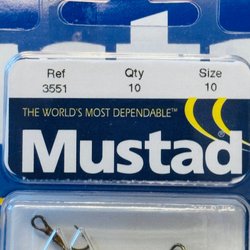 Ref Qty Size
3551 10 10
THE WORLD'S MOST DEPENDABLE™
Mustad